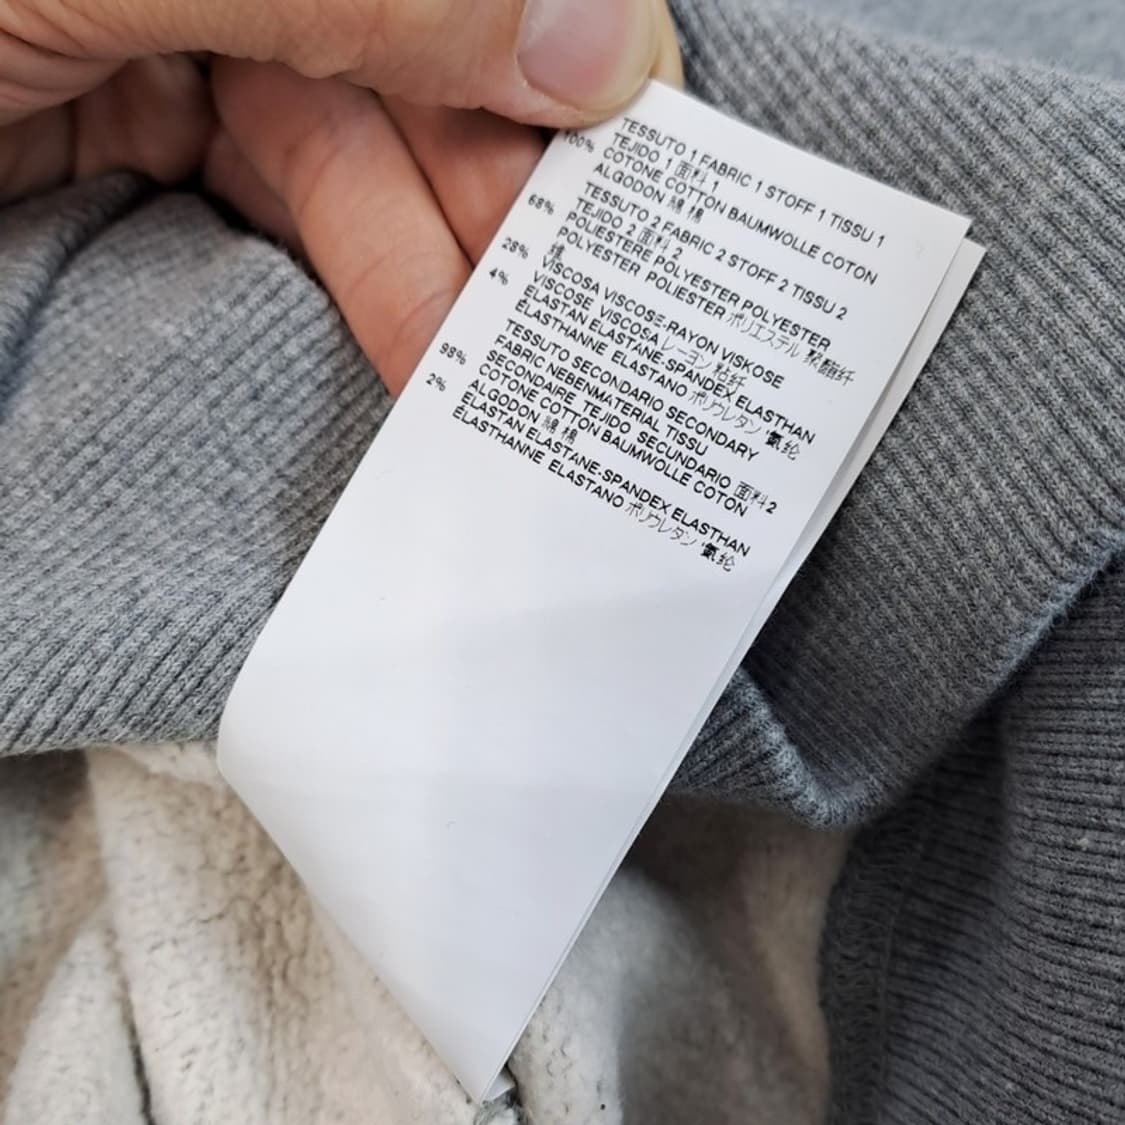 TESSUTO 1 FABRIC 1 STOFF 1 TISSU 1
TEJIDO 1 面料 1
100% COTONE COTTON BAUMWOLLE COTON
ALGODON 綿 棉
TESSUTO 2 FABRIC 2 STOFF 2 TISSU 2
TEJIDO 2 面料 2
68% POLIESTERE POLYESTER POLYESTER
POLYESTER POLIESTER ポリエステル 聚酯纤
维
28% VISCOSA VISCOSE-RAYON VISKOSE
VISCOSE VISCOSA レーヨン 粘纤
4% ELASTAN ELASTANE-SPANDEX ELASTHAN
ÉLASTHANNE ELASTANO ポリウレタン 氨纶
TESSUTO SECONDARIO SECONDARY
FABRIC NEBENMATERIAL TISSU
SECONDAIRE TEJIDO SECUNDARIO 面料2
98% COTONE COTTON BAUMWOLLE COTON
ALGODON 綿 棉
2% ELASTAN ELASTANE-SPANDEX ELASTHAN
ÉLASTHANNE ELASTANO ポリウレタン 氨纶